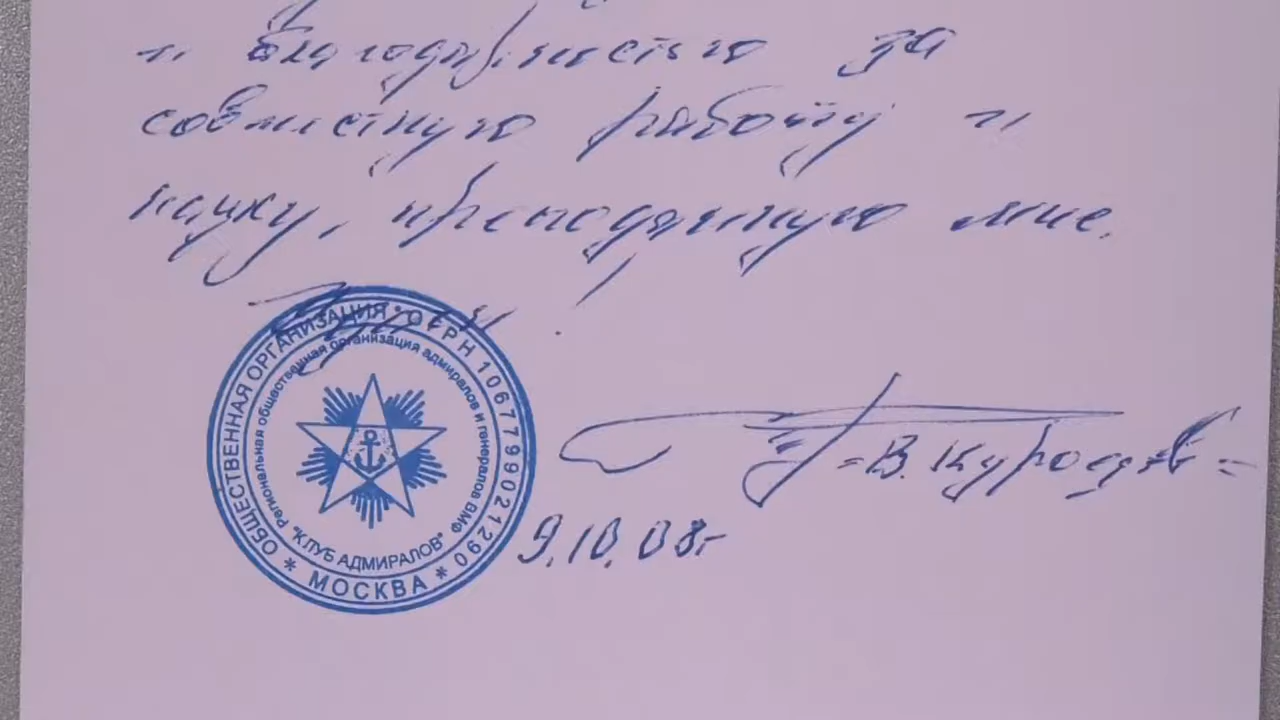 и благодарностью за
совместную работу и
науку, преподанную мне.
ОБЩЕСТВЕННАЯ ОРГАНИЗАЦИЯ * ОГРН 1067799021290
Региональная общественная организация адмиралов и генералов ВМФ
"КЛУБ АДМИРАЛОВ"
* МОСКВА *
=В. Куроедов=
9.10.08г